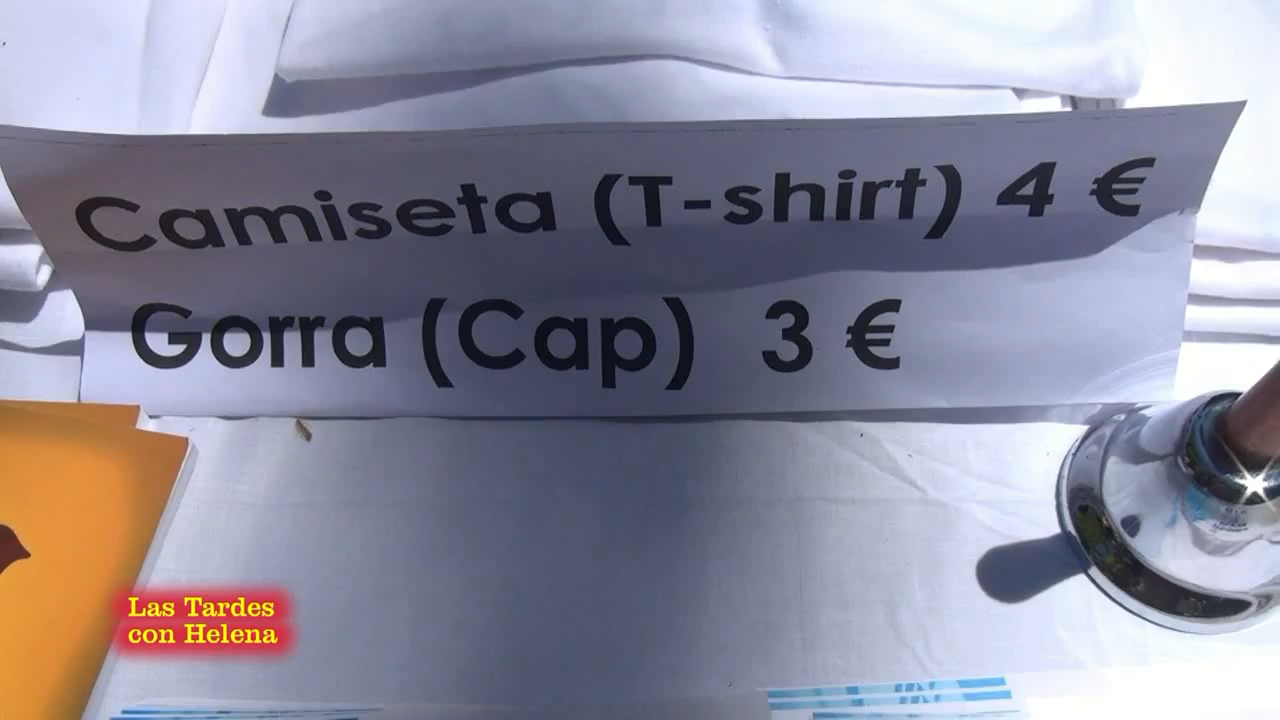 Camiseta (T-shirt) 4 €
Gorra (Cap) 3 €
Las Tardes
con Helena